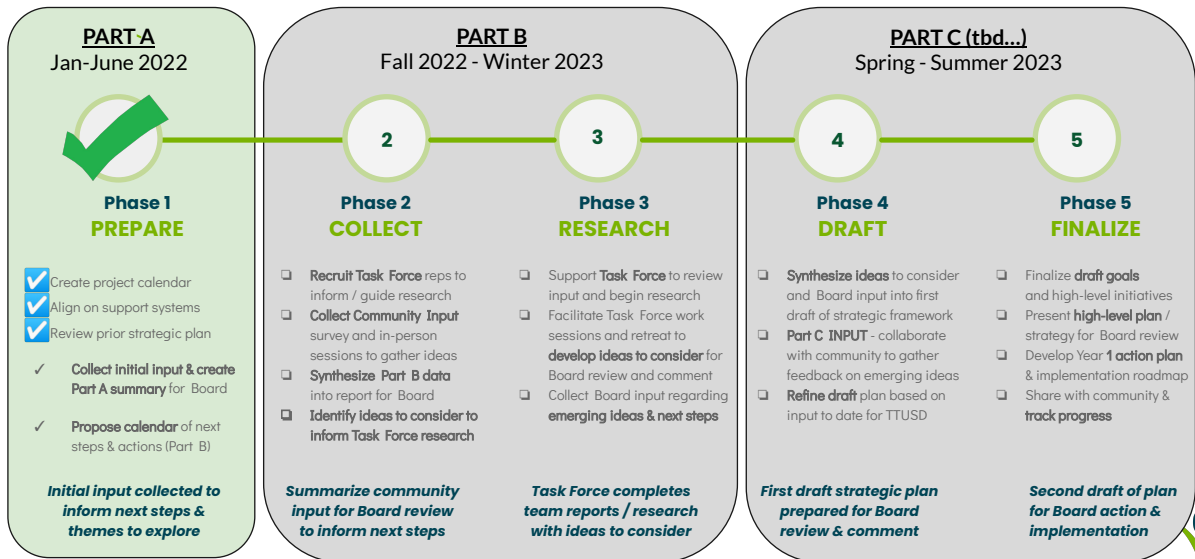 PART A
Jan-June 2022
PART B
Fall 2022 - Winter 2023
PART C (tbd...)
Spring - Summer 2023
2
3
4
5
Phase 1
PREPARE
Create project calendar
Align on support systems
Review prior strategic plan
✓ Collect initial input & create
Part A summary for Board
✓ Propose calendar of next
steps & actions (Part B)
Initial input collected to
inform next steps &
themes to explore
Phase 2
COLLECT
Recruit Task Force reps to
inform / guide research
Collect Community Input
survey and in-person
sessions to gather ideas
Synthesize Part B data
into report for Board
Identify ideas to consider to
inform Task Force research
Summarize community
input for Board review
to inform next steps
Phase 3
RESEARCH
Support Task Force to review
input and begin research
Facilitate Task Force work
sessions and retreat to
develop ideas to consider for
Board review and comment
Collect Board input regarding
emerging ideas & next steps
Task Force completes
team reports / research
with ideas to consider
Phase 4
DRAFT
Synthesize ideas to consider
and Board input into first
draft of strategic framework
Part C INPUT - collaborate
with community to gather
feedback on emerging ideas
Refine draft plan based on
input to date for TTUSD
First draft strategic plan
prepared for Board
review & comment
Phase 5
FINALIZE
Finalize draft goals
and high-level initiatives
Present high-level plan /
strategy for Board review
Develop Year 1 action plan
& implementation roadmap
Share with community &
track progress
Second draft of plan
for Board action &
implementation